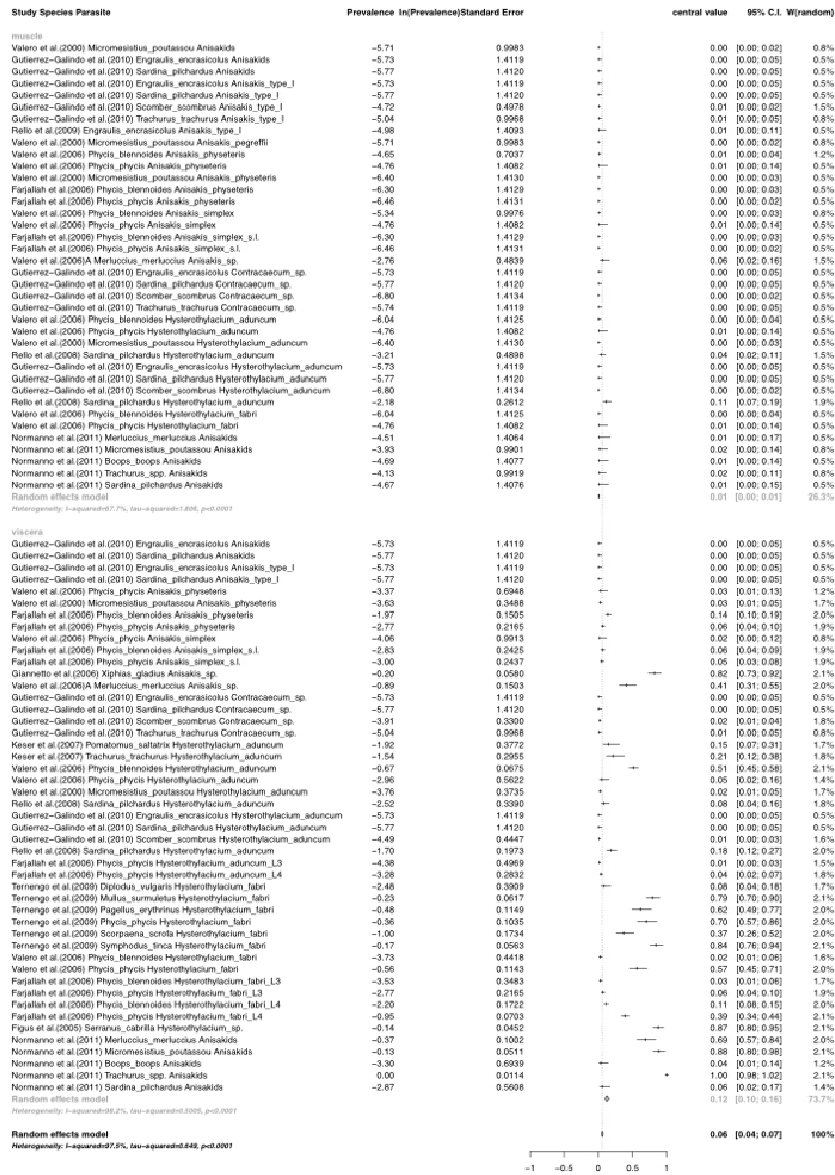 Study Species Parasite Prevalence ln(Prevalence)Standard Error central value 95% C.I. W(random)
muscle
Valero et al.(2000) Micromesistius_poutassou Anisakids −5.71 0.9983 0.00 [0.00; 0.02] 0.8%
Gutierrez−Galindo et al.(2010) Engraulis_encrasicolus Anisakids −5.73 1.4119 0.00 [0.00; 0.05] 0.5%
Gutierrez−Galindo et al.(2010) Sardina_pilchardus Anisakids −5.77 1.4120 0.00 [0.00; 0.05] 0.5%
Gutierrez−Galindo et al.(2010) Engraulis_encrasicolus Anisakis_type_I −5.73 1.4119 0.00 [0.00; 0.05] 0.5%
Gutierrez−Galindo et al.(2010) Sardina_pilchardus Anisakis_type_I −5.77 1.4120 0.00 [0.00; 0.05] 0.5%
Gutierrez−Galindo et al.(2010) Scomber_scombrus Anisakis_type_I −4.72 0.4978 0.01 [0.00; 0.02] 1.5%
Gutierrez−Galindo et al.(2010) Trachurus_trachurus Anisakis_type_I −5.04 0.9968 0.01 [0.00; 0.05] 0.8%
Rello et al.(2009) Engraulis_encrasicolus Anisakis_type_I −4.98 1.4093 0.01 [0.00; 0.11] 0.5%
Valero et al.(2000) Micromesistius_poutassou Anisakis_pegreffii −5.71 0.9983 0.00 [0.00; 0.02] 0.8%
Valero et al.(2006) Phycis_blennoides Anisakis_physeteris −4.65 0.7037 0.01 [0.00; 0.04] 1.2%
Valero et al.(2006) Phycis_phycis Anisakis_physeteris −4.76 1.4082 0.01 [0.00; 0.14] 0.5%
Valero et al.(2000) Micromesistius_poutassou Anisakis_physeteris −6.40 1.4130 0.00 [0.00; 0.03] 0.5%
Farjallah et al.(2006) Phycis_blennoides Anisakis_physeteris −6.30 1.4129 0.00 [0.00; 0.03] 0.5%
Farjallah et al.(2006) Phycis_phycis Anisakis_physeteris −6.46 1.4131 0.00 [0.00; 0.02] 0.5%
Valero et al.(2006) Phycis_blennoides Anisakis_simplex −5.34 0.9976 0.00 [0.00; 0.03] 0.8%
Valero et al.(2006) Phycis_phycis Anisakis_simplex −4.76 1.4082 0.01 [0.00; 0.14] 0.5%
Farjallah et al.(2006) Phycis_blennoides Anisakis_simplex_s.l. −6.30 1.4129 0.00 [0.00; 0.03] 0.5%
Farjallah et al.(2006) Phycis_phycis Anisakis_simplex_s.l. −6.46 1.4131 0.00 [0.00; 0.02] 0.5%
Valero et al.(2006)A Merluccius_merluccius Anisakis_sp. −2.76 0.4839 0.06 [0.02; 0.16] 1.5%
Gutierrez−Galindo et al.(2010) Engraulis_encrasicolus Contracaecum_sp. −5.73 1.4119 0.00 [0.00; 0.05] 0.5%
Gutierrez−Galindo et al.(2010) Sardina_pilchardus Contracaecum_sp. −5.77 1.4120 0.00 [0.00; 0.05] 0.5%
Gutierrez−Galindo et al.(2010) Scomber_scombrus Contracaecum_sp. −6.80 1.4134 0.00 [0.00; 0.02] 0.5%
Gutierrez−Galindo et al.(2010) Trachurus_trachurus Contracaecum_sp. −5.74 1.4119 0.00 [0.00; 0.05] 0.5%
Valero et al.(2006) Phycis_blennoides Hysterothylacium_aduncum −6.04 1.4125 0.00 [0.00; 0.04] 0.5%
Valero et al.(2006) Phycis_phycis Hysterothylacium_aduncum −4.76 1.4082 0.01 [0.00; 0.14] 0.5%
Valero et al.(2000) Micromesistius_poutassou Hysterothylacium_aduncum −6.40 1.4130 0.00 [0.00; 0.03] 0.5%
Rello et al.(2008) Sardina_pilchardus Hysterothylacium_aduncum −3.21 0.4898 0.04 [0.02; 0.11] 1.5%
Gutierrez−Galindo et al.(2010) Engraulis_encrasicolus Hysterothylacium_aduncum −5.73 1.4119 0.00 [0.00; 0.05] 0.5%
Gutierrez−Galindo et al.(2010) Sardina_pilchardus Hysterothylacium_aduncum −5.77 1.4120 0.00 [0.00; 0.05] 0.5%
Gutierrez−Galindo et al.(2010) Scomber_scombrus Hysterothylacium_aduncum −6.80 1.4134 0.00 [0.00; 0.02] 0.5%
Rello et al.(2008) Sardina_pilchardus Hysterothylacium_aduncum −2.18 0.2612 0.11 [0.07; 0.19] 1.9%
Valero et al.(2006) Phycis_blennoides Hysterothylacium_fabri −6.04 1.4125 0.00 [0.00; 0.04] 0.5%
Valero et al.(2006) Phycis_phycis Hysterothylacium_fabri −4.76 1.4082 0.01 [0.00; 0.14] 0.5%
Normanno et al.(2011) Merluccius_merluccius Anisakids −4.51 1.4064 0.01 [0.00; 0.17] 0.5%
Normanno et al.(2011) Micromesistius_poutassou Anisakids −3.93 0.9901 0.02 [0.00; 0.14] 0.8%
Normanno et al.(2011) Boops_boops Anisakids −4.69 1.4077 0.01 [0.00; 0.14] 0.5%
Normanno et al.(2011) Trachurus_spp. Anisakids −4.13 0.9919 0.02 [0.00; 0.11] 0.8%
Normanno et al.(2011) Sardina_pilchardus Anisakids −4.67 1.4076 0.01 [0.00; 0.15] 0.5%
Random effects model 0.01 [0.00; 0.01] 26.3%
Heterogeneity: I−squared=67.7%, tau−squared=1.866, p<0.0001
viscera
Gutierrez−Galindo et al.(2010) Engraulis_encrasicolus Anisakids −5.73 1.4119 0.00 [0.00; 0.05] 0.5%
Gutierrez−Galindo et al.(2010) Sardina_pilchardus Anisakids −5.77 1.4120 0.00 [0.00; 0.05] 0.5%
Gutierrez−Galindo et al.(2010) Engraulis_encrasicolus Anisakis_type_I −5.73 1.4119 0.00 [0.00; 0.05] 0.5%
Gutierrez−Galindo et al.(2010) Sardina_pilchardus Anisakis_type_I −5.77 1.4120 0.00 [0.00; 0.05] 0.5%
Valero et al.(2006) Phycis_phycis Anisakis_physeteris −3.37 0.6948 0.03 [0.01; 0.13] 1.2%
Valero et al.(2000) Micromesistius_poutassou Anisakis_physeteris −3.63 0.3488 0.03 [0.01; 0.05] 1.7%
Farjallah et al.(2006) Phycis_blennoides Anisakis_physeteris −1.97 0.1505 0.14 [0.10; 0.19] 2.0%
Farjallah et al.(2006) Phycis_phycis Anisakis_physeteris −2.77 0.2165 0.06 [0.04; 0.10] 1.9%
Valero et al.(2006) Phycis_phycis Anisakis_simplex −4.06 0.9913 0.02 [0.00; 0.12] 0.8%
Farjallah et al.(2006) Phycis_blennoides Anisakis_simplex_s.l. −2.83 0.2425 0.06 [0.04; 0.09] 1.9%
Farjallah et al.(2006) Phycis_phycis Anisakis_simplex_s.l. −3.00 0.2437 0.05 [0.03; 0.08] 1.9%
Giannetto et al.(2006) Xiphias_gladius Anisakis_sp. −0.20 0.0580 0.82 [0.73; 0.92] 2.1%
Valero et al.(2006)A Merluccius_merluccius Anisakis_sp. −0.89 0.1503 0.41 [0.31; 0.55] 2.0%
Gutierrez−Galindo et al.(2010) Engraulis_encrasicolus Contracaecum_sp. −5.73 1.4119 0.00 [0.00; 0.05] 0.5%
Gutierrez−Galindo et al.(2010) Sardina_pilchardus Contracaecum_sp. −5.77 1.4120 0.00 [0.00; 0.05] 0.5%
Gutierrez−Galindo et al.(2010) Scomber_scombrus Contracaecum_sp. −3.91 0.3300 0.02 [0.01; 0.04] 1.8%
Gutierrez−Galindo et al.(2010) Trachurus_trachurus Contracaecum_sp. −5.04 0.9968 0.01 [0.00; 0.05] 0.8%
Keser et al.(2007) Pomatomus_saltatrix Hysterothylacium_aduncum −1.92 0.3772 0.15 [0.07; 0.31] 1.7%
Keser et al.(2007) Trachurus_trachurus Hysterothylacium_aduncum −1.54 0.2955 0.21 [0.12; 0.38] 1.8%
Valero et al.(2006) Phycis_blennoides Hysterothylacium_aduncum −0.67 0.0675 0.51 [0.45; 0.58] 2.1%
Valero et al.(2006) Phycis_phycis Hysterothylacium_aduncum −2.96 0.5622 0.05 [0.02; 0.16] 1.4%
Valero et al.(2000) Micromesistius_poutassou Hysterothylacium_aduncum −3.76 0.3735 0.02 [0.01; 0.05] 1.7%
Rello et al.(2008) Sardina_pilchardus Hysterothylacium_aduncum −2.52 0.3390 0.08 [0.04; 0.16] 1.8%
Gutierrez−Galindo et al.(2010) Engraulis_encrasicolus Hysterothylacium_aduncum −5.73 1.4119 0.00 [0.00; 0.05] 0.5%
Gutierrez−Galindo et al.(2010) Sardina_pilchardus Hysterothylacium_aduncum −5.77 1.4120 0.00 [0.00; 0.05] 0.5%
Gutierrez−Galindo et al.(2010) Scomber_scombrus Hysterothylacium_aduncum −4.49 0.4447 0.01 [0.00; 0.03] 1.6%
Rello et al.(2008) Sardina_pilchardus Hysterothylacium_aduncum −1.70 0.1973 0.18 [0.12; 0.27] 2.0%
Farjallah et al.(2006) Phycis_phycis Hysterothylacium_aduncum_L3 −4.38 0.4969 0.01 [0.00; 0.03] 1.5%
Farjallah et al.(2006) Phycis_phycis Hysterothylacium_aduncum_L4 −3.28 0.2832 0.04 [0.02; 0.07] 1.8%
Ternengo et al.(2009) Diplodus_vulgaris Hysterothylacium_fabri −2.48 0.3909 0.08 [0.04; 0.18] 1.7%
Ternengo et al.(2009) Mullus_surmuletus Hysterothylacium_fabri −0.23 0.0617 0.79 [0.70; 0.90] 2.1%
Ternengo et al.(2009) Pagellus_erythrinus Hysterothylacium_fabri −0.48 0.1149 0.62 [0.49; 0.77] 2.0%
Ternengo et al.(2009) Phycis_phycis Hysterothylacium_fabri −0.36 0.1035 0.70 [0.57; 0.86] 2.0%
Ternengo et al.(2009) Scorpaena_scrofa Hysterothylacium_fabri −1.00 0.1734 0.37 [0.26; 0.52] 2.0%
Ternengo et al.(2009) Symphodus_tinca Hysterothylacium_fabri −0.17 0.0563 0.84 [0.76; 0.94] 2.1%
Valero et al.(2006) Phycis_blennoides Hysterothylacium_fabri −3.73 0.4418 0.02 [0.01; 0.06] 1.6%
Valero et al.(2006) Phycis_phycis Hysterothylacium_fabri −0.56 0.1143 0.57 [0.45; 0.71] 2.0%
Farjallah et al.(2006) Phycis_blennoides Hysterothylacium_fabri_L3 −3.53 0.3483 0.03 [0.01; 0.06] 1.7%
Farjallah et al.(2006) Phycis_phycis Hysterothylacium_fabri_L3 −2.77 0.2165 0.06 [0.04; 0.10] 1.9%
Farjallah et al.(2006) Phycis_blennoides Hysterothylacium_fabri_L4 −2.20 0.1722 0.11 [0.08; 0.15] 2.0%
Farjallah et al.(2006) Phycis_phycis Hysterothylacium_fabri_L4 −0.95 0.0703 0.39 [0.34; 0.44] 2.1%
Figus et al.(2005) Serranus_cabrilla Hysterothylacium_sp. −0.14 0.0452 0.87 [0.80; 0.95] 2.1%
Normanno et al.(2011) Merluccius_merluccius Anisakids −0.37 0.1002 0.69 [0.57; 0.84] 2.1%
Normanno et al.(2011) Micromesistius_poutassou Anisakids −0.13 0.0511 0.88 [0.80; 0.98] 2.1%
Normanno et al.(2011) Boops_boops Anisakids −3.30 0.6939 0.04 [0.01; 0.14] 1.2%
Normanno et al.(2011) Trachurus_spp. Anisakids 0.00 0.0114 1.00 [0.98; 1.02] 2.1%
Normanno et al.(2011) Sardina_pilchardus Anisakids −2.87 0.5608 0.06 [0.02; 0.17] 1.4%
Random effects model 0.12 [0.10; 0.16] 73.7%
Heterogeneity: I−squared=98.2%, tau−squared=0.5005, p<0.0001
Random effects model 0.06 [0.04; 0.07] 100%
Heterogeneity: I−squared=97.5%, tau−squared=0.849, p<0.0001
−1 −0.5 0 0.5 1